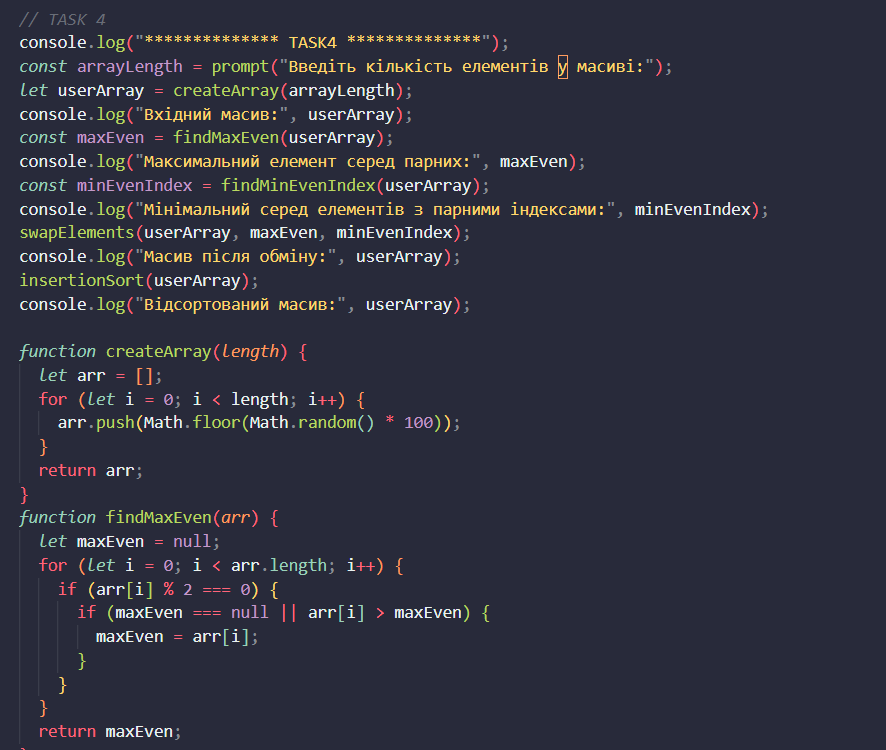 // TASK 4
console.log("************** TASK4 **************");
const arrayLength = prompt("Введіть кількість елементів у масиві:");
let userArray = createArray(arrayLength);
console.log("Вхідний масив:", userArray);
const maxEven = findMaxEven(userArray);
console.log("Максимальний елемент серед парних:", maxEven);
const minEvenIndex = findMinEvenIndex(userArray);
console.log("Мінімальний серед елементів з парними індексами:", minEvenIndex);
swapElements(userArray, maxEven, minEvenIndex);
console.log("Масив після обміну:", userArray);
insertionSort(userArray);
console.log("Відсортований масив:", userArray);
function createArray(length) {
let arr = [];
for (let i = 0; i < length; i++) {
arr.push(Math.floor(Math.random() * 100));
}
return arr;
}
function findMaxEven(arr) {
let maxEven = null;
for (let i = 0; i < arr.length; i++) {
if (arr[i] % 2 === 0) {
if (maxEven === null || arr[i] > maxEven) {
maxEven = arr[i];
}
}
}
return maxEven;